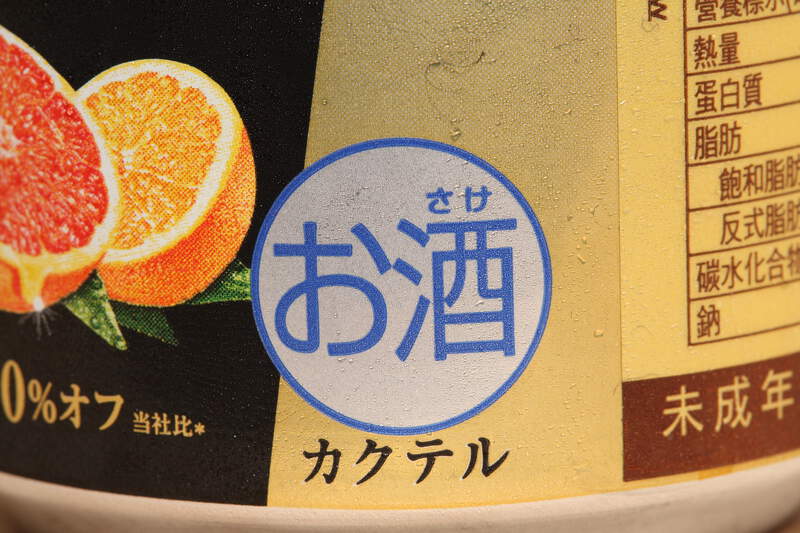 0%オフ 当社比*
さけ
お酒
カクテル
熱量
蛋白質
脂肪
飽和脂肪
反式脂肪
碳水化合物
鈉
未成年